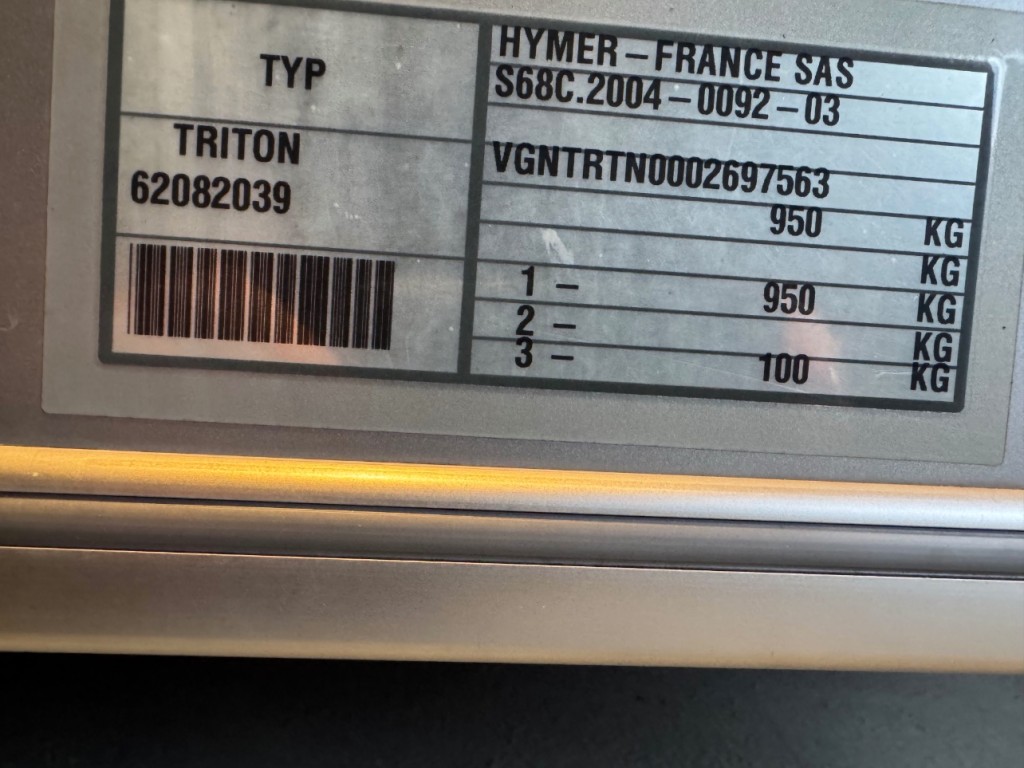 TYP
TRITON
62082039
HYMER-FRANCE SAS
S68C.2004-0092-03
VGNTRTN0002697563
950 KG
KG
1 - 950 KG
2 - KG
3 - 100 KG